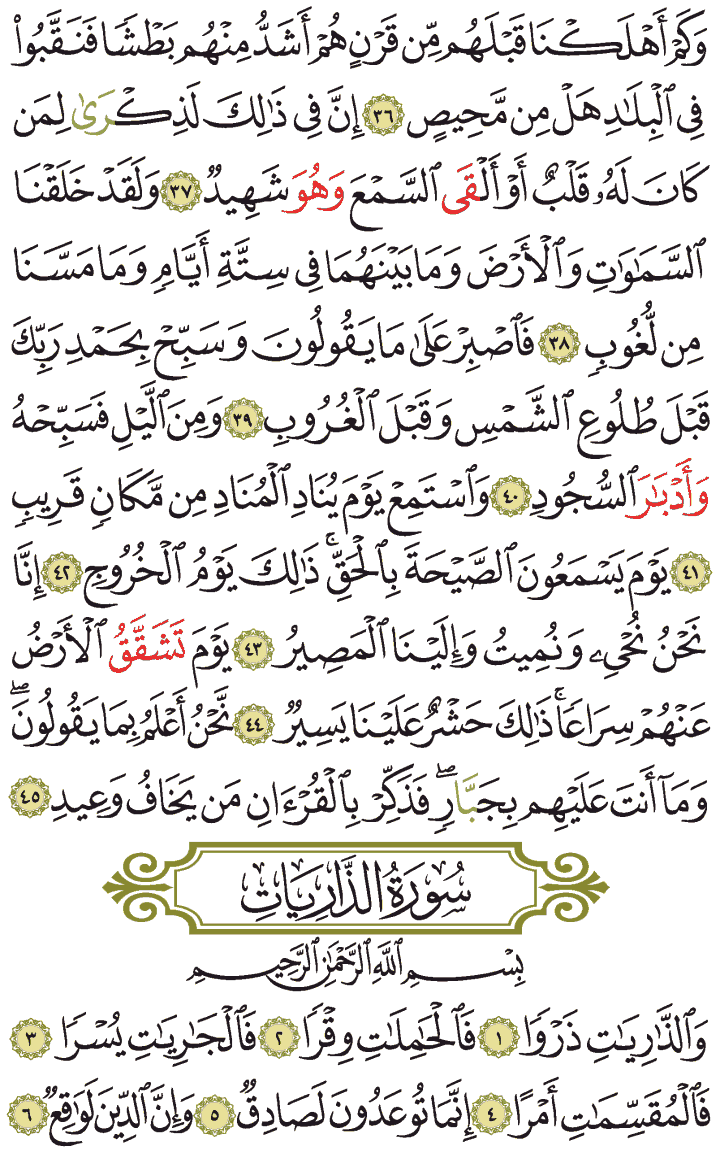 وَكَمْ أَهْلَكْنَا قَبْلَهُم مِّن قَرْنٍ هُمْ أَشَدُّ مِنْهُم بَطْشًا فَنَقَّبُوا۟
فِى ٱلْبِلَـٰدِ هَلْ مِن مَّحِيصٍ ٣٦ إِنَّ فِى ذَٰلِكَ لَذِكْرَىٰ لِمَن
كَانَ لَهُۥ قَلْبٌ أَوْ أَلْقَى ٱلسَّمْعَ وَهُوَ شَهِيدٌ ٣٧ وَلَقَدْ خَلَقْنَا
ٱلسَّمَـٰوَٰتِ وَٱلْأَرْضَ وَمَا بَيْنَهُمَا فِى سِتَّةِ أَيَّامٍ وَمَا مَسَّنَا
مِن لُّغُوبٍ ٣٨ فَٱصْبِرْ عَلَىٰ مَا يَقُولُونَ وَسَبِّحْ بِحَمْدِ رَبِّكَ
قَبْلَ طُلُوعِ ٱلشَّمْسِ وَقَبْلَ ٱلْغُرُوبِ ٣٩ وَمِنَ ٱلَّيْلِ فَسَبِّحْهُ
وَأَدْبَـٰرَ ٱلسُّجُودِ ٤٠ وَٱسْتَمِعْ يَوْمَ يُنَادِ ٱلْمُنَادِ مِن مَّكَانٍ قَرِيبٍ
٤١ يَوْمَ يَسْمَعُونَ ٱلصَّيْحَةَ بِٱلْحَقِّ ۚ ذَٰلِكَ يَوْمُ ٱلْخُرُوجِ ٤٢ إِنَّا
نَحْنُ نُحْىِۦ وَنُمِيتُ وَإِلَيْنَا ٱلْمَصِيرُ ٤٣ يَوْمَ تَشَقَّقُ ٱلْأَرْضُ
عَنْهُمْ سِرَاعًا ۚ ذَٰلِكَ حَشْرٌ عَلَيْنَا يَسِيرٌ ٤٤ نَّحْنُ أَعْلَمُ بِمَا يَقُولُونَ ۖ
وَمَآ أَنتَ عَلَيْهِم بِجَبَّارٍ ۖ فَذَكِّرْ بِٱلْقُرْءَانِ مَن يَخَافُ وَعِيدِ ٤٥
سُورَةُ الذَّارِيَاتِ
بِسْمِ ٱللَّهِ ٱلرَّحْمَـٰنِ ٱلرَّحِيمِ
وَٱلذَّٰرِيَـٰتِ ذَرْوًا ١ فَٱلْحَـٰمِلَـٰتِ وِقْرًا ٢ فَٱلْجَـٰرِيَـٰتِ يُسْرًا ٣
فَٱلْمُقَسِّمَـٰتِ أَمْرًا ٤ إِنَّمَا تُوعَدُونَ لَصَادِقٌ ٥ وَإِنَّ ٱلدِّينَ لَوَٰقِعٌ ٦